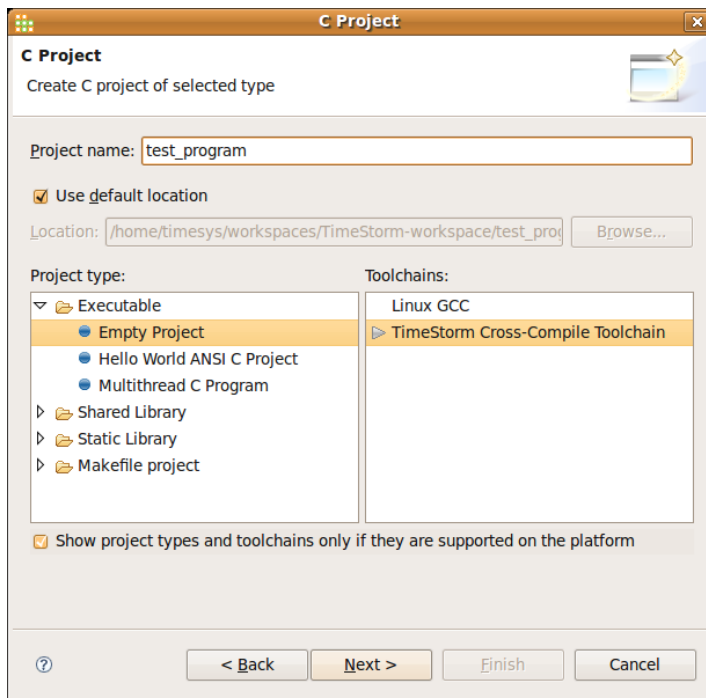 C Project
C Project
Create C project of selected type
Project name: test_program
Use default location
Location: /home/timesys/workspaces/TimeStorm-workspace/test_prog Browse...
Project type:
Toolchains:
Executable
Empty Project
Hello World ANSI C Project
Multithread C Program
Shared Library
Static Library
Makefile project
Linux GCC
TimeStorm Cross-Compile Toolchain
Show project types and toolchains only if they are supported on the platform
? < Back Next > Finish Cancel